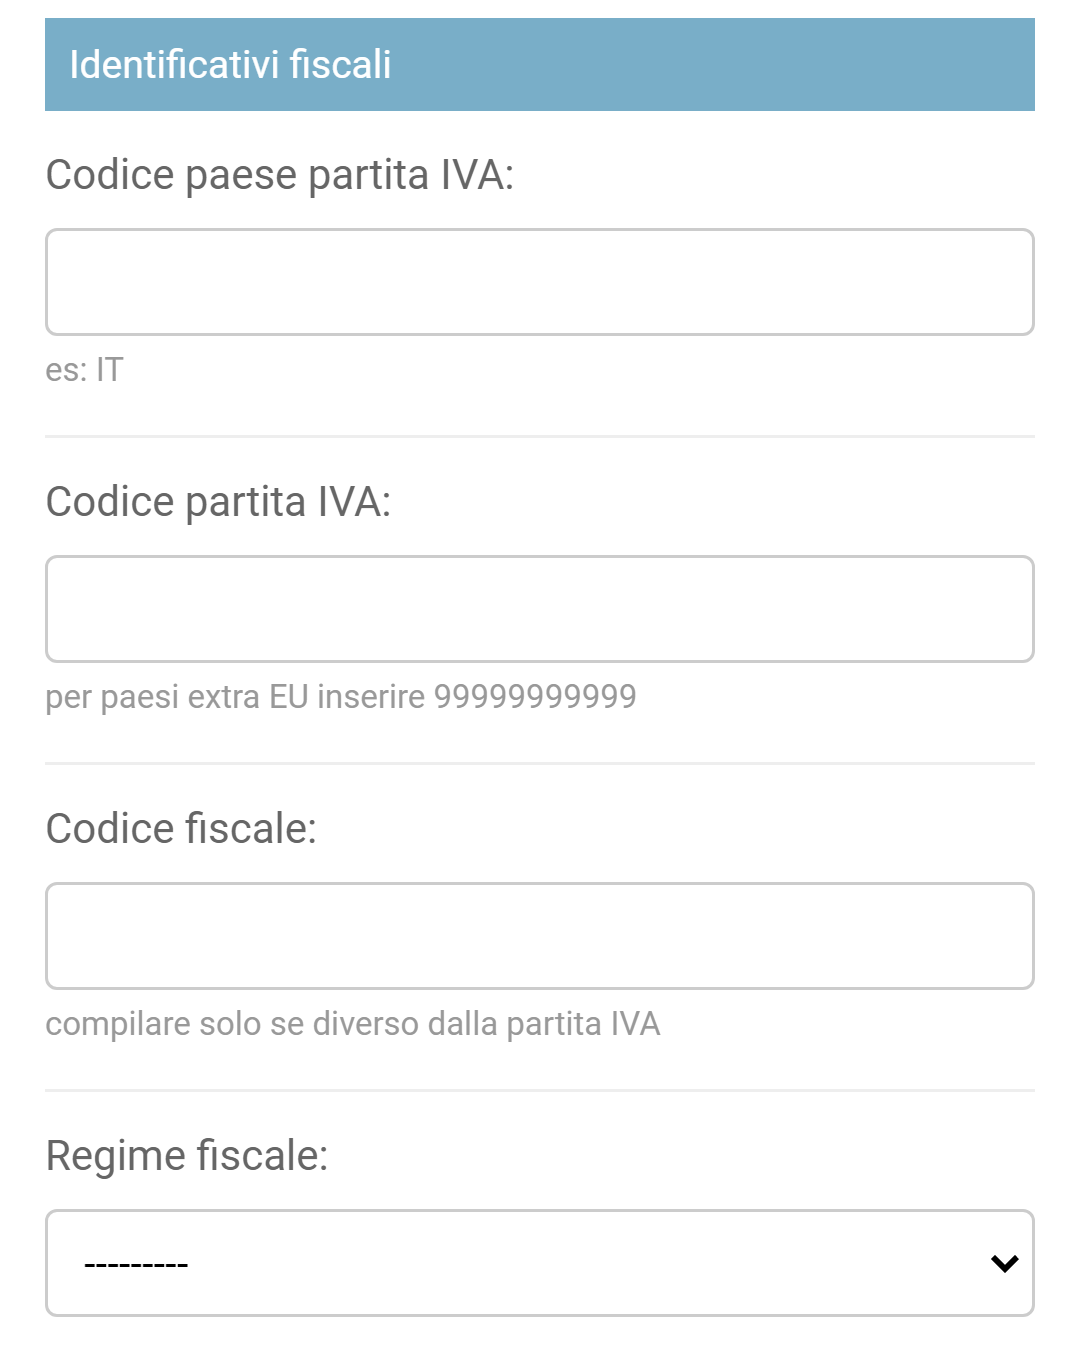 Identificativi fiscali
Codice paese partita IVA:
es: IT
Codice partita IVA:
per paesi extra EU inserire 99999999999
Codice fiscale:
compilare solo se diverso dalla partita IVA
Regime fiscale:
---------